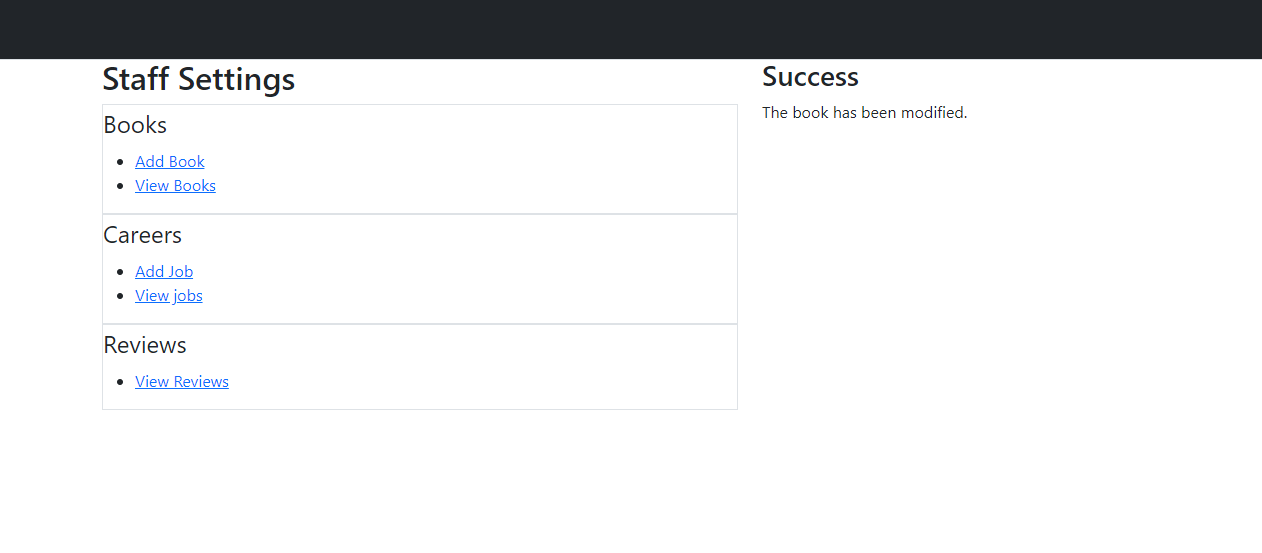 Staff Settings
Books
Add Book
View Books
Careers
Add Job
View jobs
Reviews
View Reviews
Success
The book has been modified.